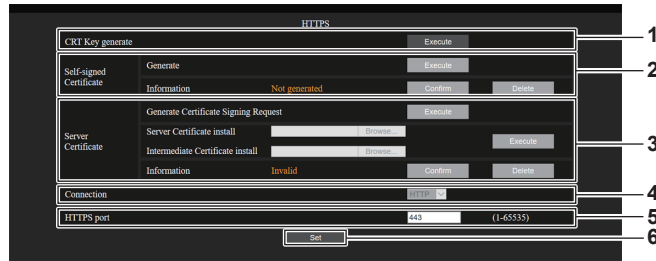 HTTPS
CRT Key generate Execute 1
Self-signed Certificate
Generate Execute 2
Information Not generated Confirm Delete
Server Certificate
Generate Certificate Signing Request Execute
Server Certificate install Browse...
Execute 3
Intermediate Certificate install Browse...
Information Invalid Confirm Delete
Connection HTTP 4
HTTPS port 443 (1-65535) 5
Set 6